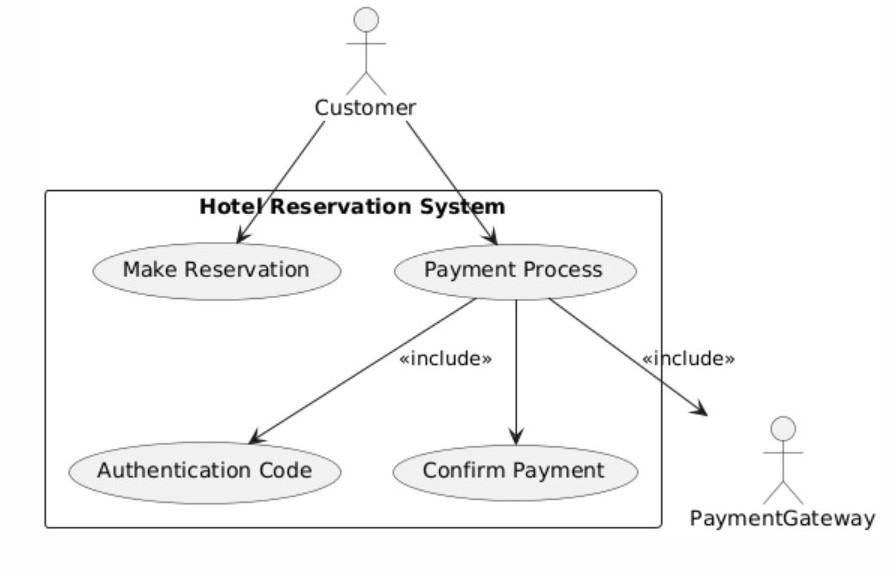 Customer
Hotel Reservation System
Make Reservation
Payment Process
«include»
«include»
Authentication Code
Confirm Payment
PaymentGateway